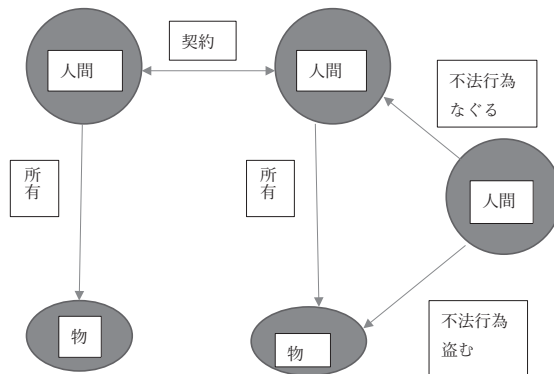 人間
契約
人間
不法行為
なぐる
所
有
所
有
人間
物
物
不法行為
盗む